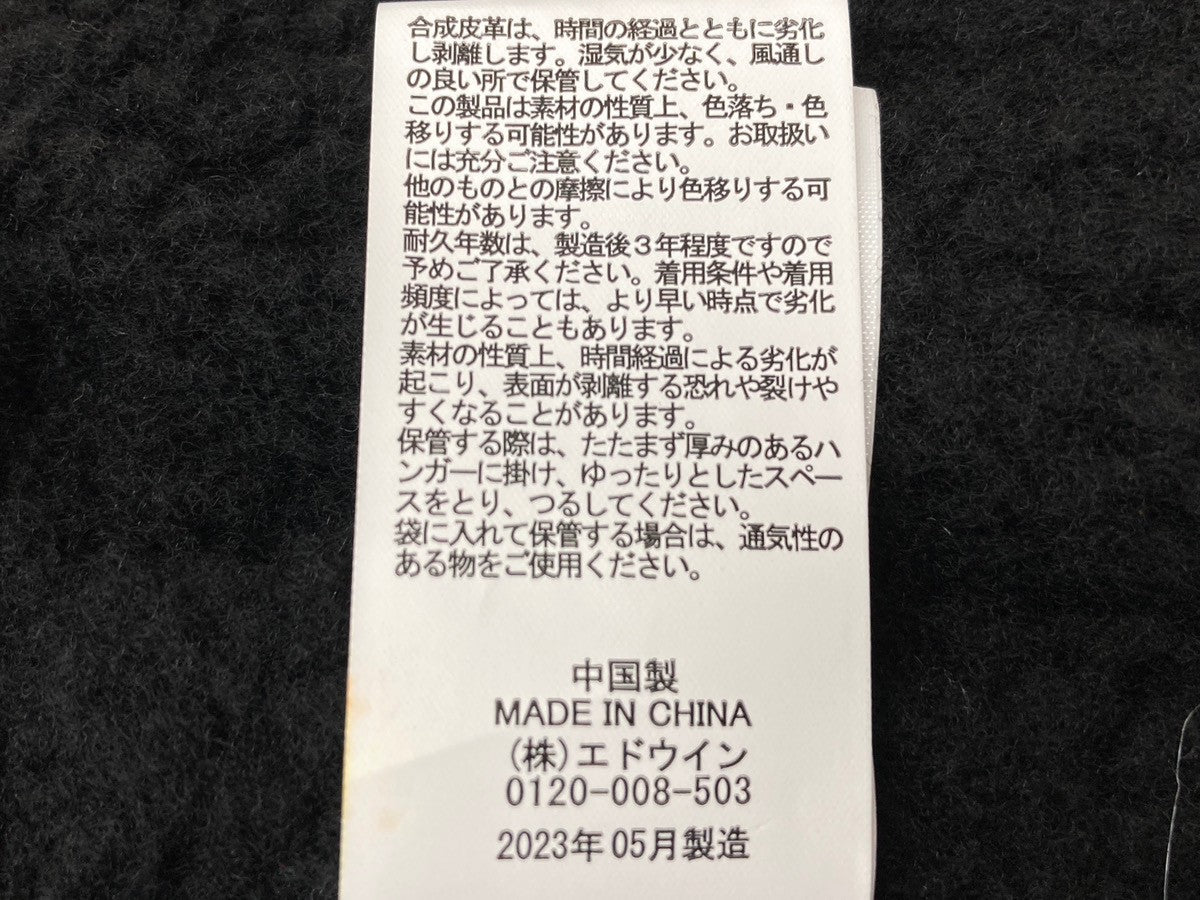 合成皮革は、時間の経過とともに劣化
し剥離します。湿気が少なく、風通し
の良い所で保管してください。
この製品は素材の性質上、色落ち・色
移りする可能性があります。お取扱い
には充分ご注意ください。
他のものとの摩擦により色移りする可
能性があります。
耐久年数は、製造後３年程度ですので
予めご了承ください。着用条件や着用
頻度によっては、より早い時点で劣化
が生じることもあります。
素材の性質上、時間経過による劣化が
起こり、表面が剥離する恐れや裂けや
すくなることがあります。
保管する際は、たたまず厚みのあるハ
ンガーに掛け、ゆったりとしたスペー
スをとり、つるしてください。
袋に入れて保管する場合は、通気性の
ある物をご使用ください。
中国製
MADE IN CHINA
(株)エドウイン
0120-008-503
2023年05月製造